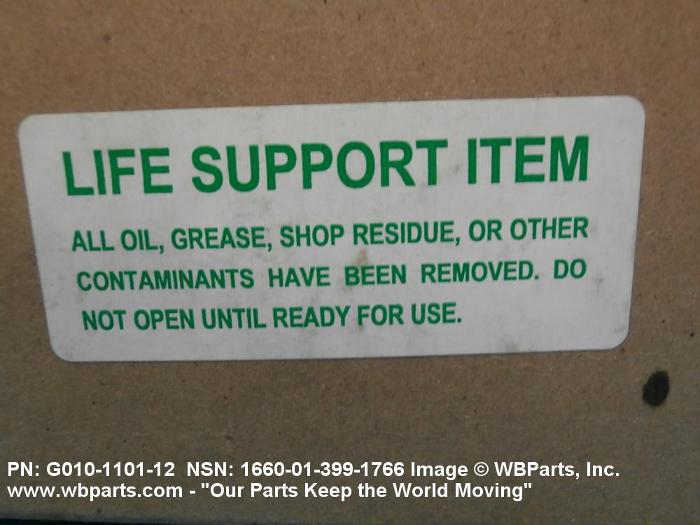 LIFE SUPPORT ITEM
ALL OIL, GREASE, SHOP RESIDUE, OR OTHER
CONTAMINANTS HAVE BEEN REMOVED. DO
NOT OPEN UNTIL READY FOR USE.
PN: G010-1101-12 NSN: 1660-01-399-1766 Image © WBParts, Inc.
www.wbparts.com - "Our Parts Keep the World Moving"